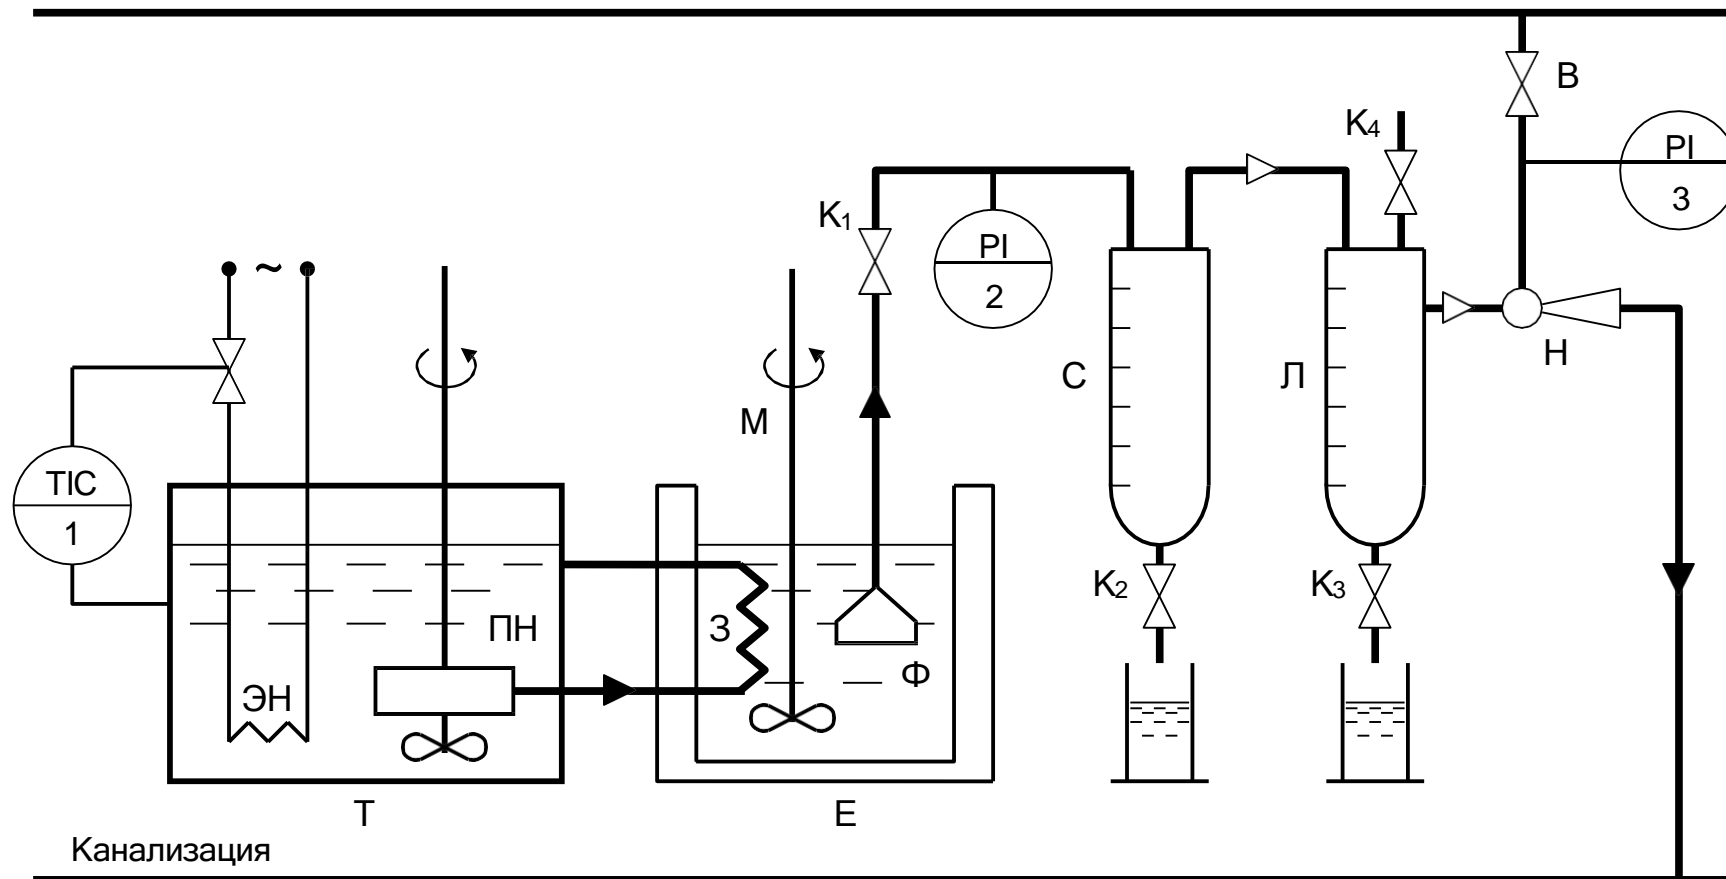 В
К4
PI
3
К1
PI
2
~
Н
С
Л
М
TIC
1
К2
К3
ПН
З
Ф
ЭН
Т
Е
Канализация